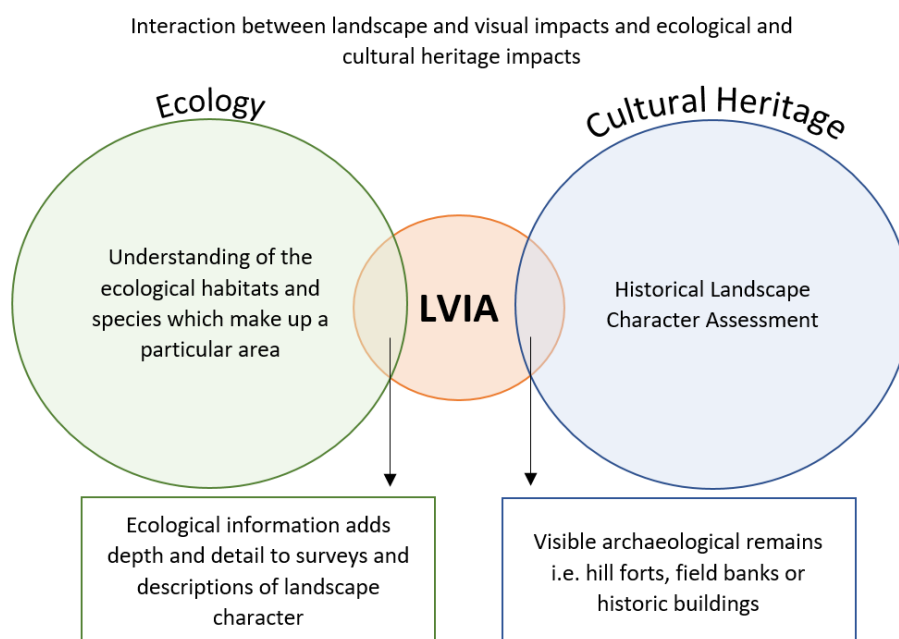 Interaction between landscape and visual impacts and ecological and
cultural heritage impacts
Ecology
Cultural Heritage
Understanding of the
ecological habitats and
species which make up a
particular area
LVIA
Historical Landscape
Character Assessment
Ecological information adds
depth and detail to surveys and
descriptions of landscape
character
Visible archaeological remains
i.e. hill forts, field banks or
historic buildings